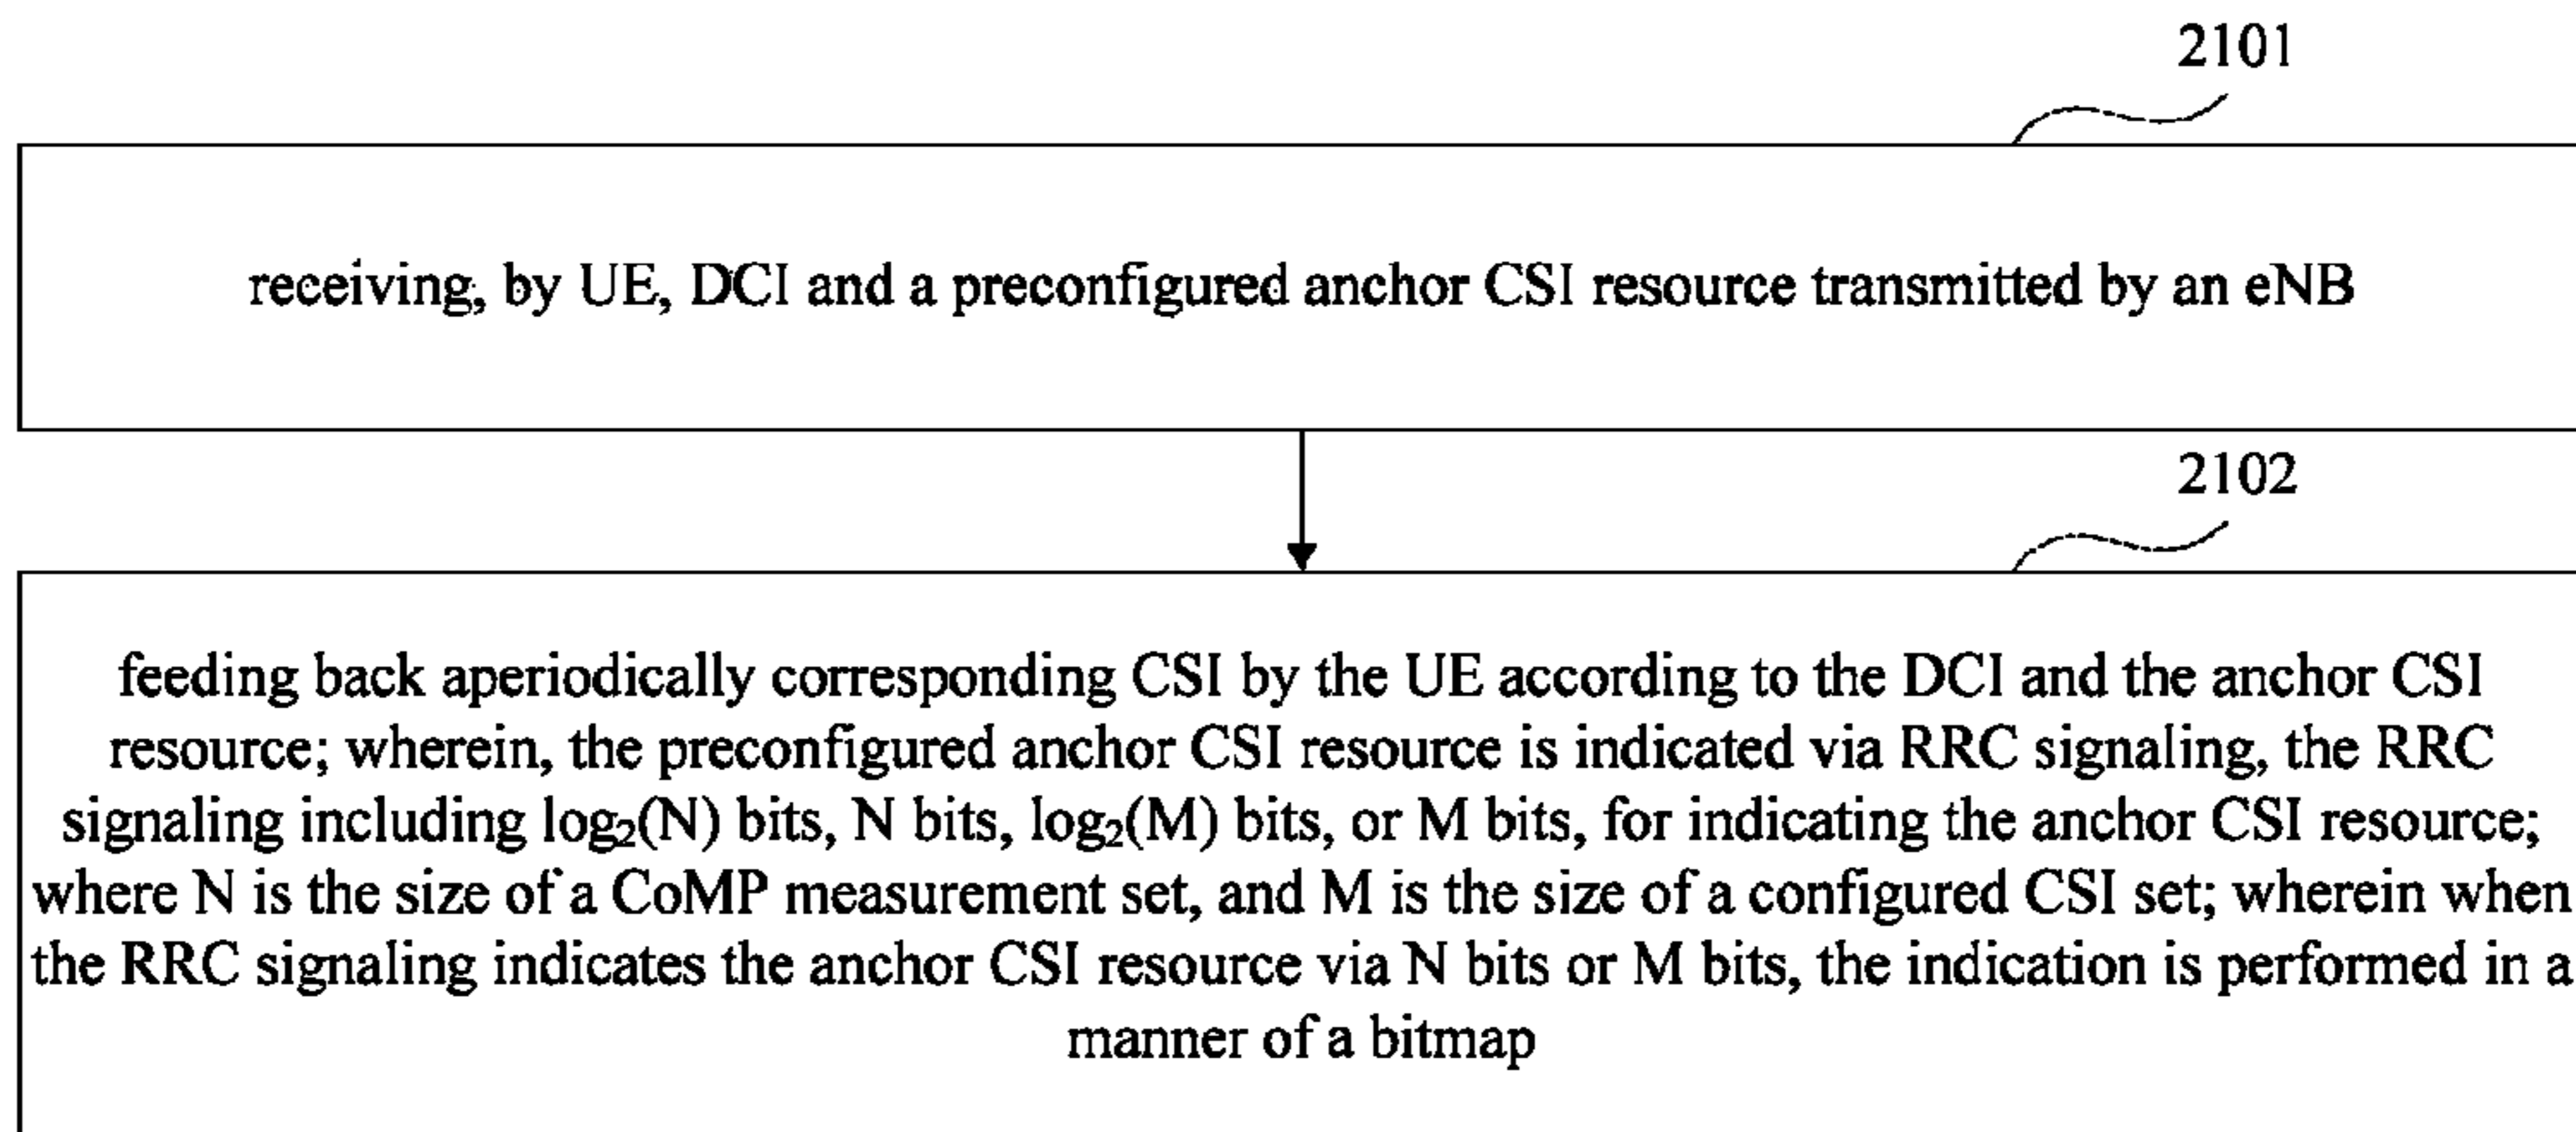 2101
receiving, by UE, DCI and a preconfigured anchor CSI resource transmitted by an eNB
2102
feeding back aperiodically corresponding CSI by the UE according to the DCI and the anchor CSI
resource; wherein, the preconfigured anchor CSI resource is indicated via RRC signaling, the RRC
signaling including log₂(N) bits, N bits, log₂(M) bits, or M bits, for indicating the anchor CSI resource;
where N is the size of a CoMP measurement set, and M is the size of a configured CSI set; wherein when
the RRC signaling indicates the anchor CSI resource via N bits or M bits, the indication is performed in a
manner of a bitmap